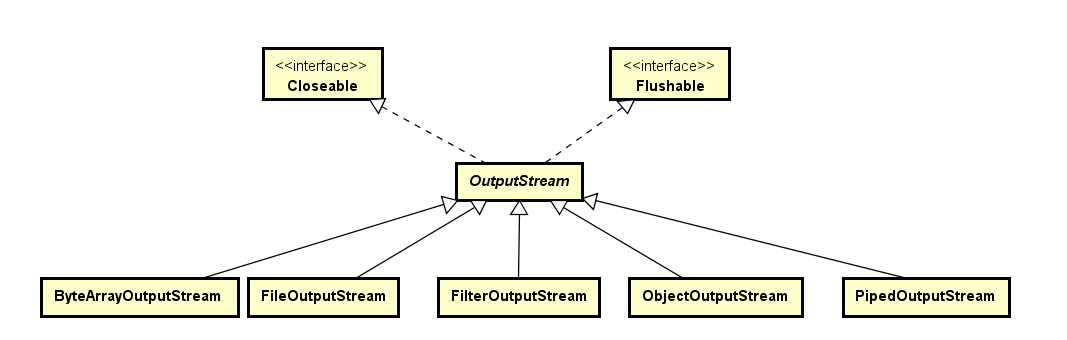 <<interface>> <<interface>>
Closeable Flushable
OutputStream
ByteArrayOutputStream FileOutputStream FilterOutputStream ObjectOutputStream PipedOutputStream